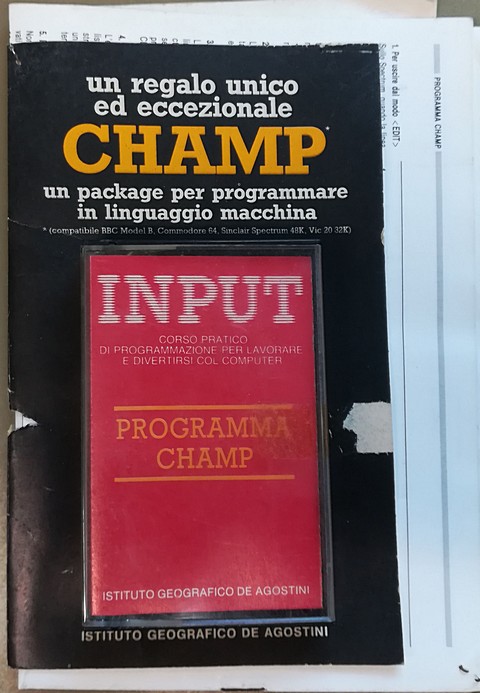 un regalo unico
ed eccezionale
CHAMP*
un package per programmare
in linguaggio macchina
* (compatibile BBC Model B, Commodore 64, Sinclair Spectrum 48K, Vic 20 32K)
INPUT
CORSO PRATICO
DI PROGRAMMAZIONE PER LAVORARE
E DIVERTIRSI COL COMPUTER
PROGRAMMA
CHAMP
ISTITUTO GEOGRAFICO DE AGOSTINI
ISTITUTO GEOGRAFICO DE AGOSTINI
PROGRAMMA CHAMP
1. Per uscire dal modo <EDIT>